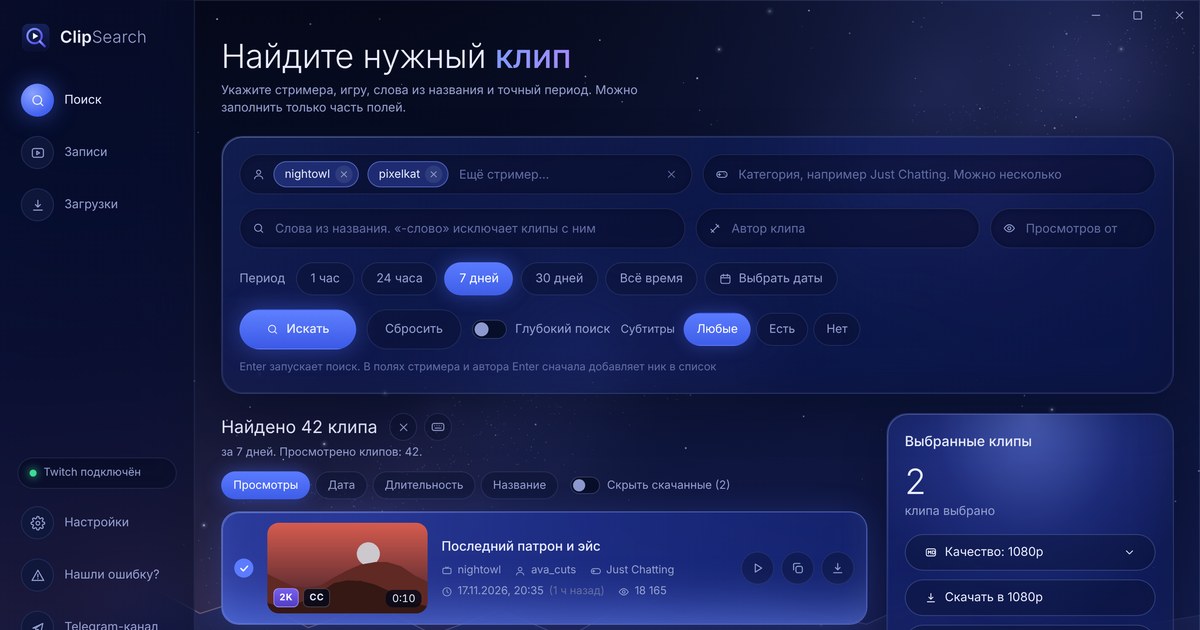 ClipSearch
Поиск
Записи
Загрузки
Twitch подключён
Настройки
Нашли ошибку?
Telegram-канал
Найдите нужный клип
Укажите стримера, игру, слова из названия и точный период. Можно
заполнить только часть полей.
nightowl pixelkat Ещё стример... Категория, например Just Chatting. Можно несколько
Слова из названия. «-слово» исключает клипы с ним Автор клипа Просмотров от
Период 1 час 24 часа 7 дней 30 дней Всё время Выбрать даты
Искать Сбросить Глубокий поиск Субтитры Любые Есть Нет
Enter запускает поиск. В полях стримера и автора Enter сначала добавляет ник в список
Найдено 42 клипа
за 7 дней. Просмотрено клипов: 42.
Просмотры Дата Длительность Название Скрыть скачанные (2)
2K CC 0:10
Последний патрон и эйс
nightowl ava_cuts Just Chatting
17.11.2026, 20:35 (1 ч назад) 18 165
Выбранные клипы
2
клипа выбрано
HD Качество: 1080p
Скачать в 1080p